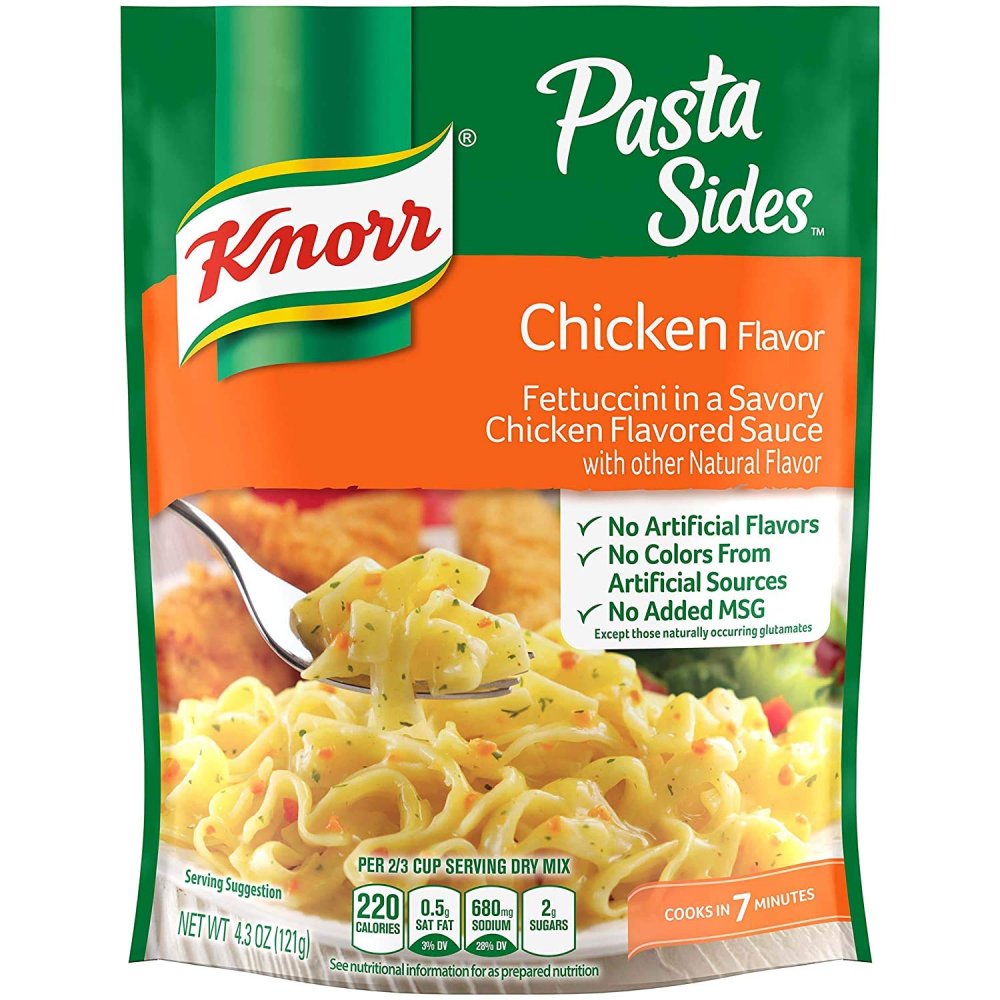 Knorr®
Pasta
Sides™
Chicken Flavor
Fettuccini in a Savory
Chicken Flavored Sauce
with other Natural Flavor
✓ No Artificial Flavors
✓ No Colors From
Artificial Sources
✓ No Added MSG
Except those naturally occurring glutamates
PER 2/3 CUP SERVING DRY MIX
220
CALORIES
0.5g
SAT FAT
3% DV
680mg
SODIUM
28% DV
2g
SUGARS
See nutritional information for as prepared nutrition
Serving Suggestion
NET WT 4.3 OZ (121g)
COOKS IN 7 MINUTES